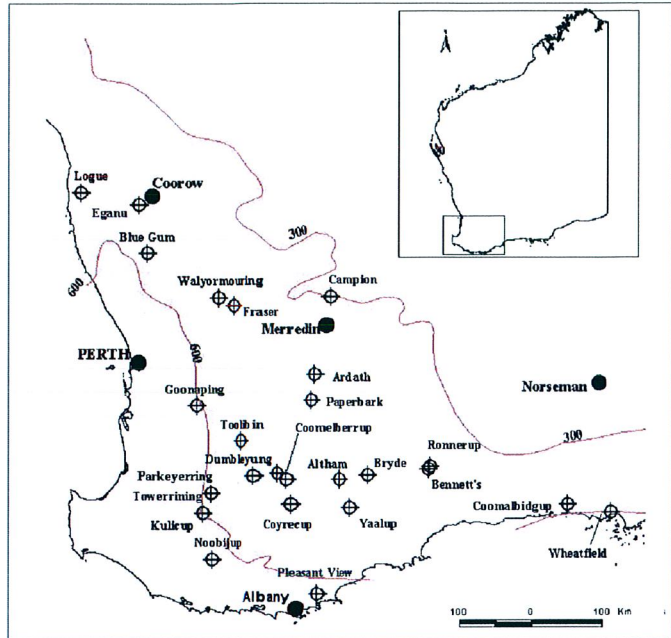 Logue
Coorow
Eganu
Blue Gum
300
600
Walyormouring
Campion
Fraser
Merredin
PERTH
600
Ardath
Norseman
Goonaping
Paperbark
Toolibin
Coomelberrup
300
Ronnerup
Dumbleyung
Altham
Bryde
Parkeyerring
Bennett's
Towerrining
Coomalbidgup
Kulicup
Coyrecup
Yaalup
Noobijup
Wheatfield
Pleasant View
Albany
100 0 100 Km